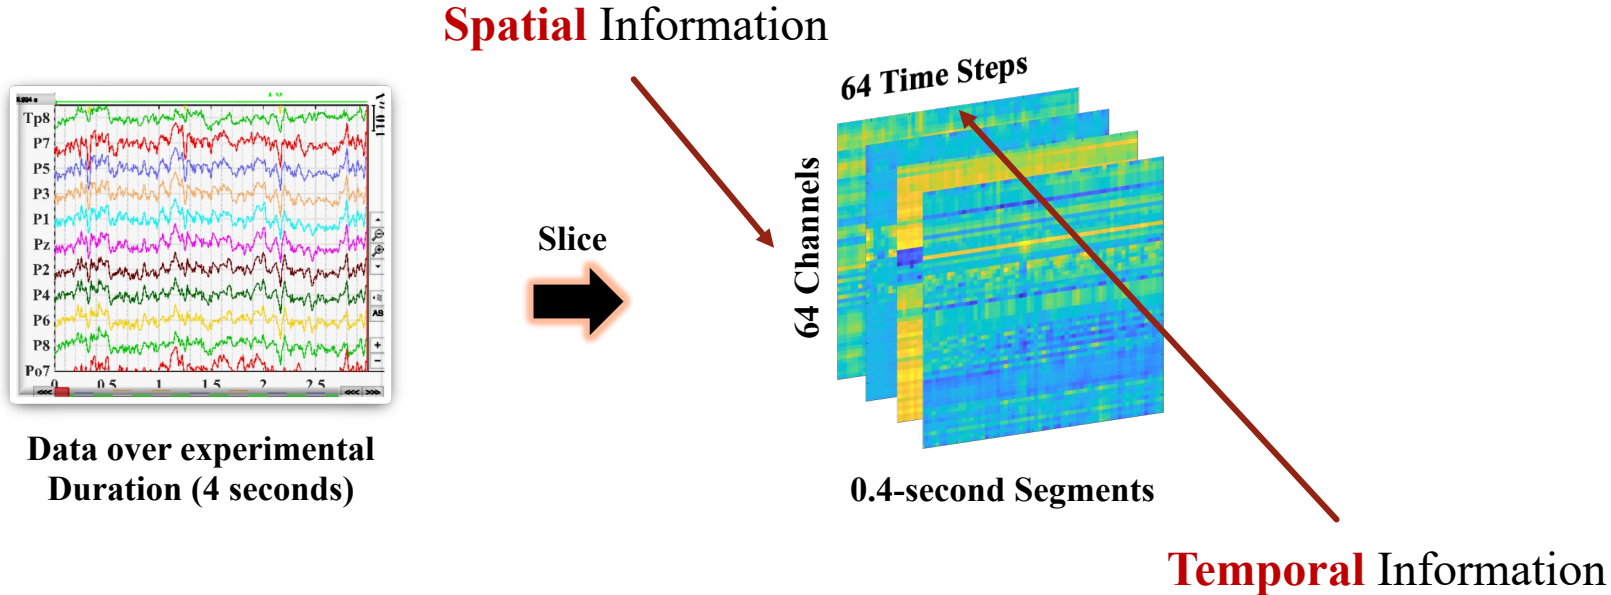 Spatial Information
64 Time Steps
Tp8
P7
P5
P3
P1
Pz
P2
P4
P6
P8
Po7
0 0.5 1 1.5 2 2.5
AS
Slice
64 Channels
Data over experimental
Duration (4 seconds)
0.4-second Segments
Temporal Information